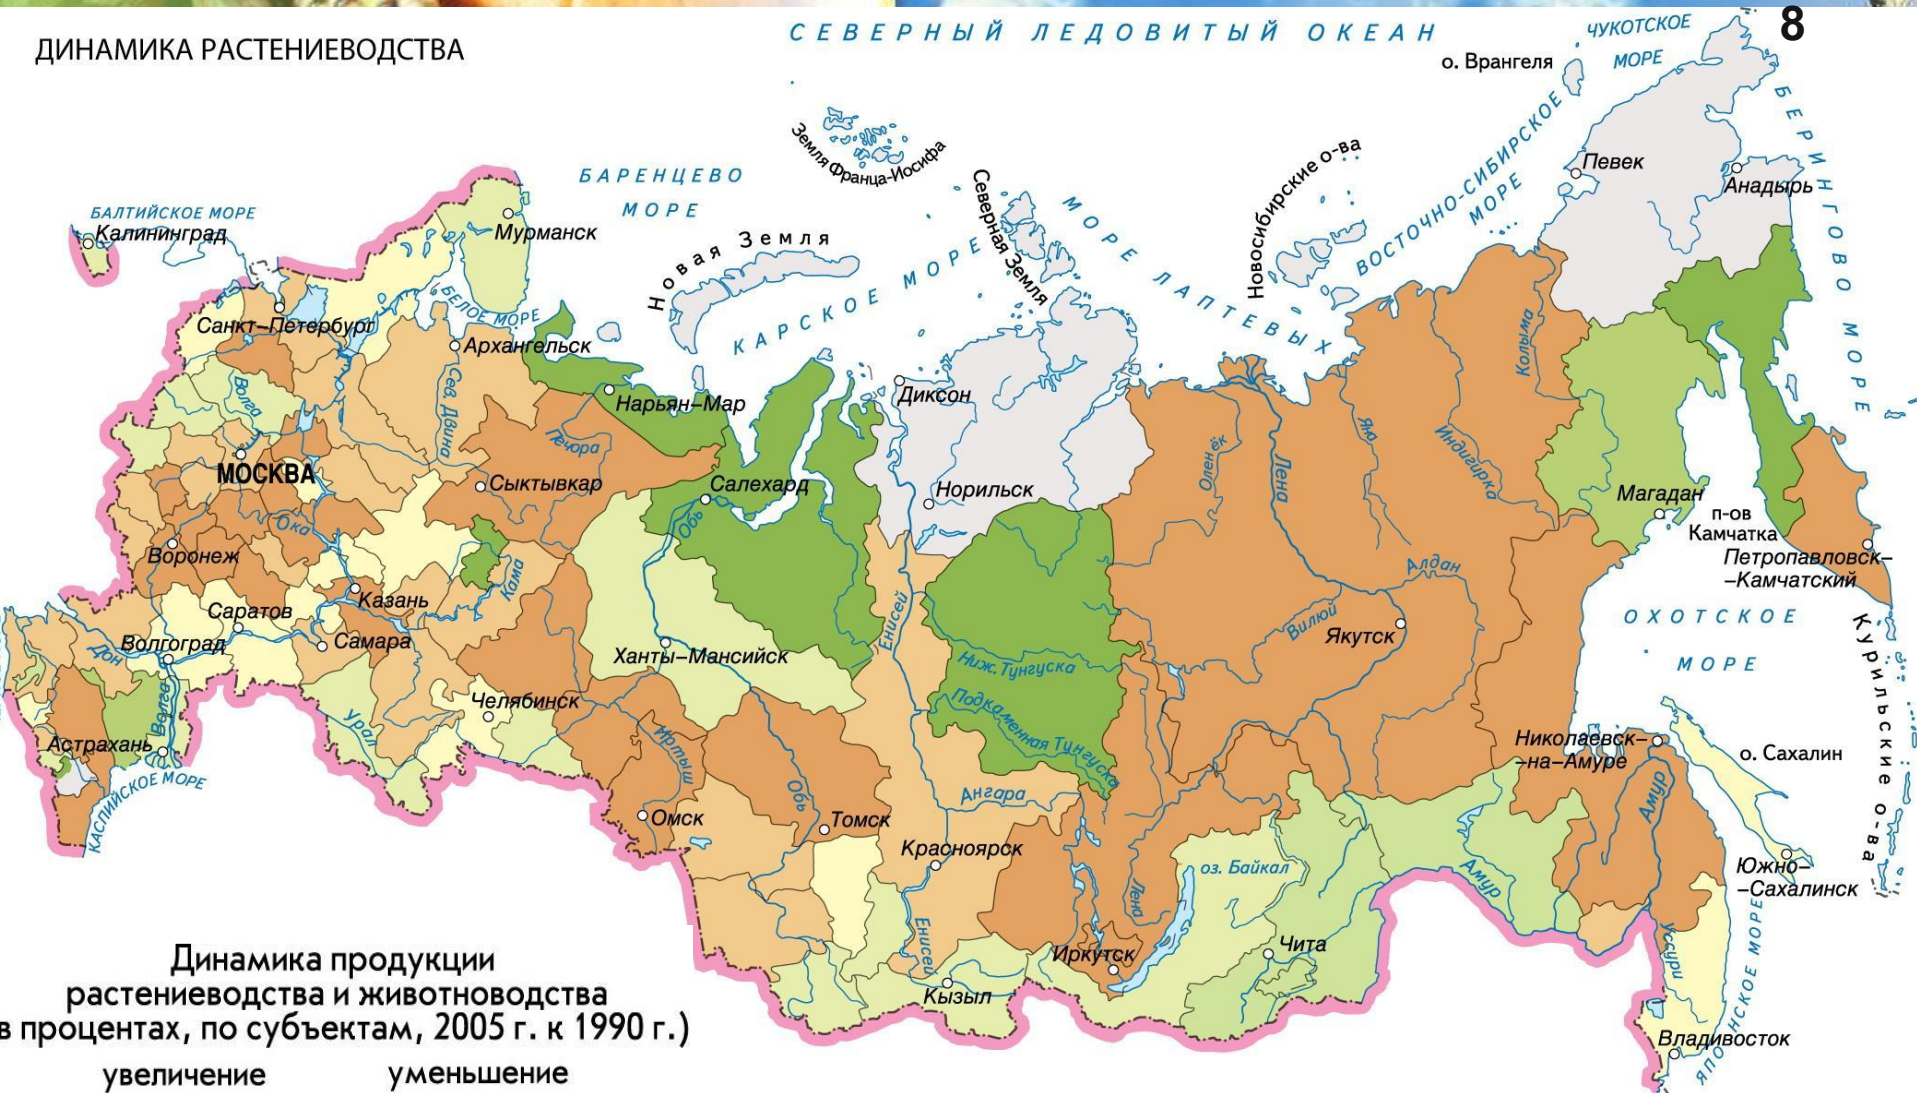 8
ДИНАМИКА РАСТЕНИЕВОДСТВА
СЕВЕРНЫЙ ЛЕДОВИТЫЙ ОКЕАН
ЧУКОТСКОЕ
МОРЕ
о. Врангеля
БЕРИНГОВО МОРЕ
Земля Франца-Иосифа
БАРЕНЦЕВО
МОРЕ
Северная Земля
МОРЕ ЛАПТЕВЫХ
Новосибирские о-ва
ВОСТОЧНО-СИБИРСКОЕ
МОРЕ
Певек
Анадырь
БАЛТИЙСКОЕ МОРЕ
Калининград
Мурманск
Новая Земля
КАРСКОЕ МОРЕ
БЕЛОЕ МОРЕ
Санкт–Петербург
Архангельск
Волга
Сев. Двина
Нарьян–Мар
Диксон
Колыма
Печора
МОСКВА
Сыктывкар
Салехард
Норильск
Оленёк
Лена
Яна
Индигирка
Магадан
п-ов
Камчатка
Петропавловск–
–Камчатский
Ока
Обь
Воронеж
Кама
Казань
Алдан
Саратов
Енисей
Вилюй
Якутск
ОХОТСКОЕ
МОРЕ
Курильские о-ва
Волгоград
Самара
Дон
Ханты–Мансийск
Ниж. Тунгуска
Подкаменная Тунгуска
Волга
Челябинск
Урал
Иртыш
Астрахань
КАСПИЙСКОЕ МОРЕ
Обь
Ангара
Николаевск–
–на–Амуре
о. Сахалин
Омск
Томск
Амур
Красноярск
оз. Байкал
Лена
Амур
Южно–
–Сахалинск
Енисей
Иркутск
Чита
Кызыл
Уссури
ЯПОНСКОЕ МОРЕ
Владивосток
Динамика продукции
растениеводства и животноводства
в процентах, по субъектам, 2005 г. к 1990 г.)
увеличение уменьшение